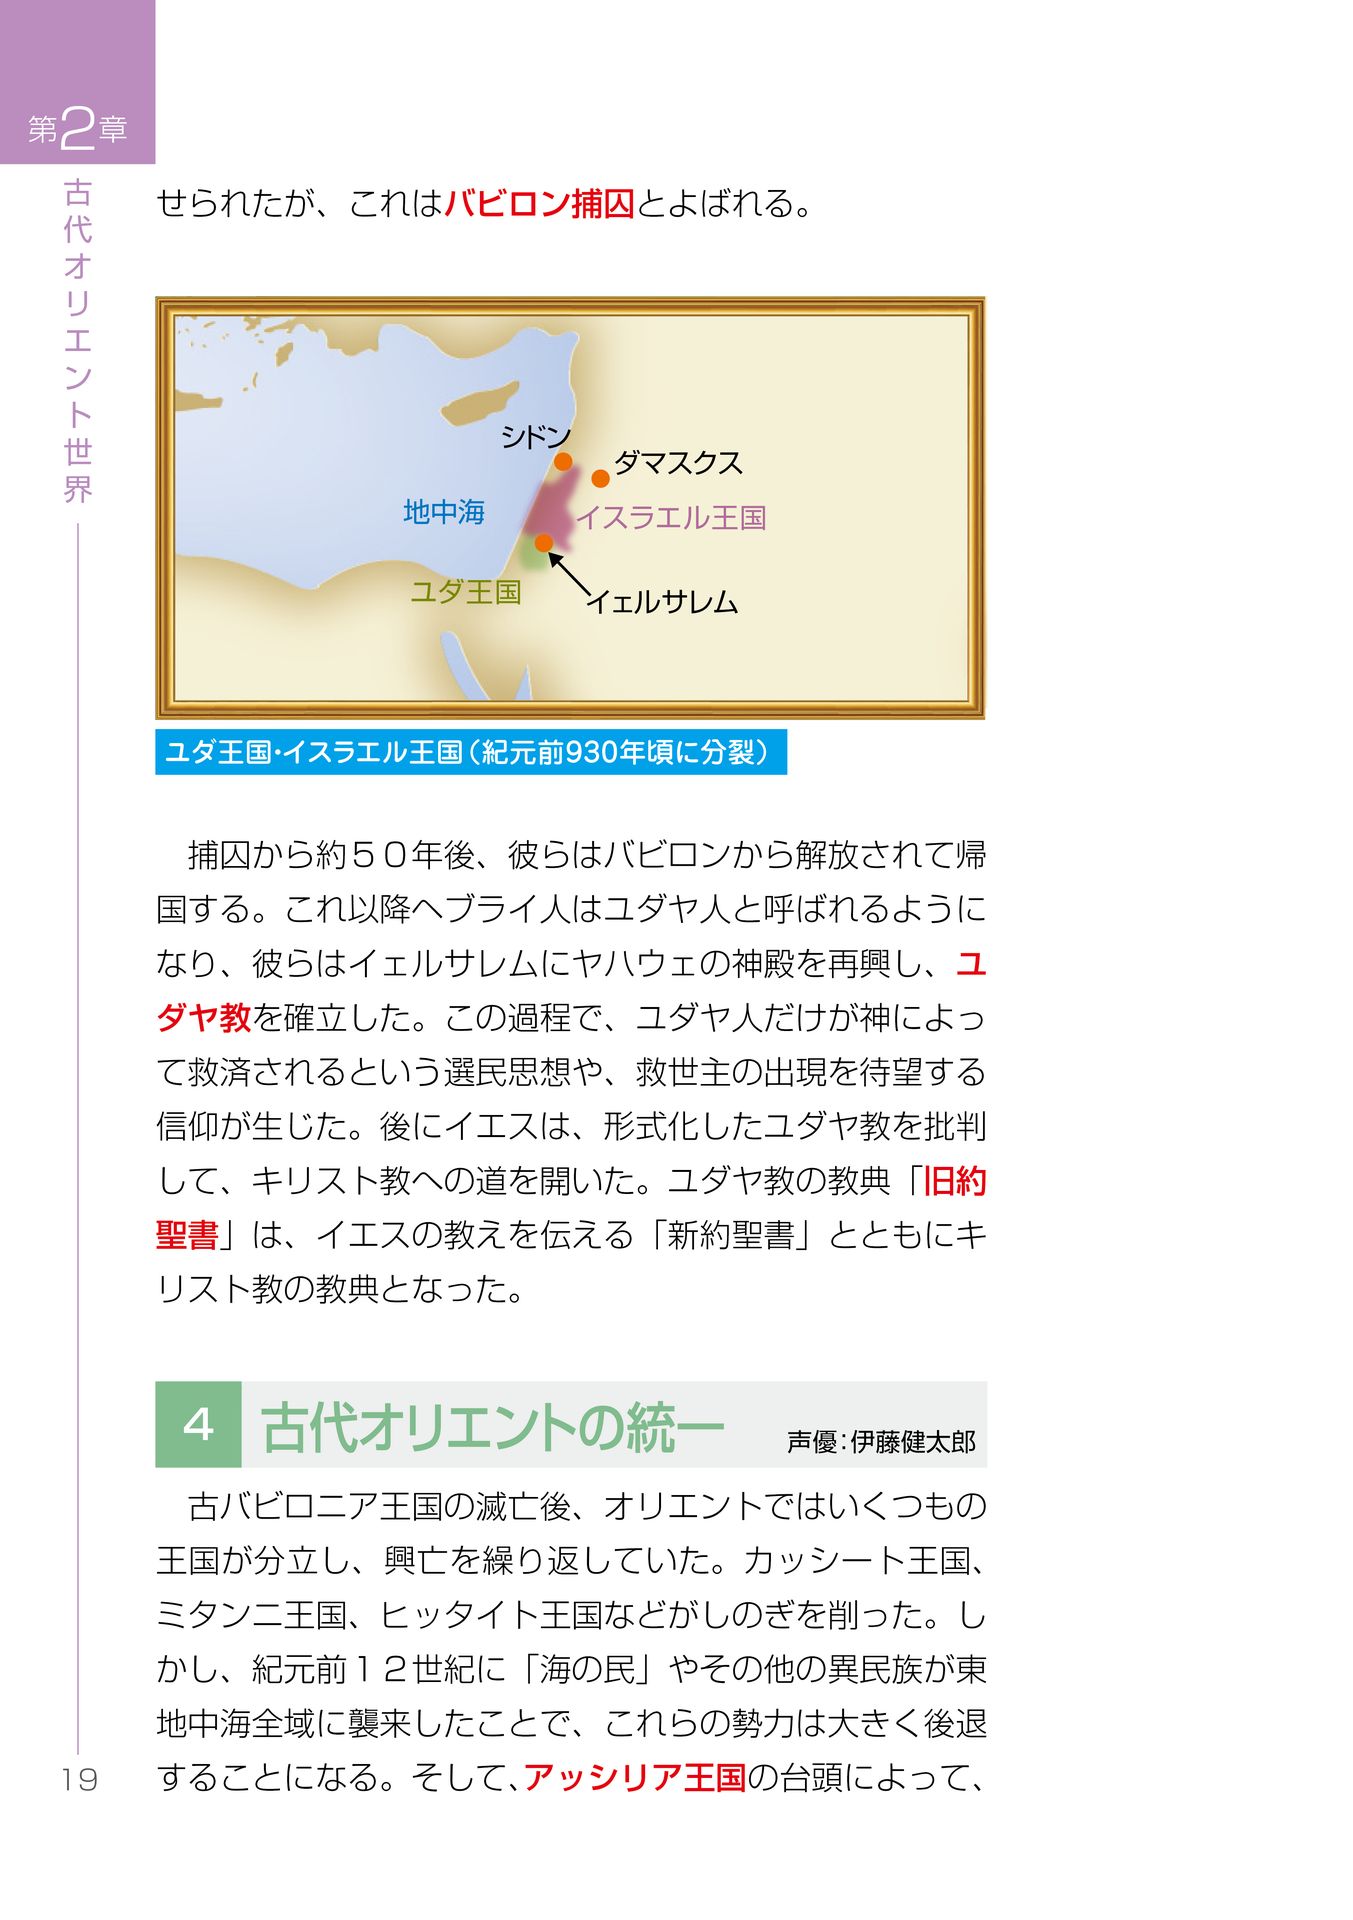 第2章
古代オリエント世界
せられたが、これはバビロン捕囚とよばれる。
シドン
ダマスクス
地中海
イスラエル王国
ユダ王国
イェルサレム
ユダ王国・イスラエル王国(紀元前930年頃に分裂)
捕囚から約50年後、彼らはバビロンから解放されて帰
国する。これ以降ヘブライ人はユダヤ人と呼ばれるように
なり、彼らはイェルサレムにヤハウェの神殿を再興し、ユ
ダヤ教を確立した。この過程で、ユダヤ人だけが神によっ
て救済されるという選民思想や、救世主の出現を待望する
信仰が生じた。後にイエスは、形式化したユダヤ教を批判
して、キリスト教への道を開いた。ユダヤ教の教典「旧約
聖書」は、イエスの教えを伝える「新約聖書」とともにキ
リスト教の教典となった。
4 古代オリエントの統一 声優:伊藤健太郎
古バビロニア王国の滅亡後、オリエントではいくつもの
王国が分立し、興亡を繰り返していた。カッシート王国、
ミタンニ王国、ヒッタイト王国などがしのぎを削った。し
かし、紀元前12世紀に「海の民」やその他の異民族が東
地中海全域に襲来したことで、これらの勢力は大きく後退
することになる。そして、アッシリア王国の台頭によって、
19